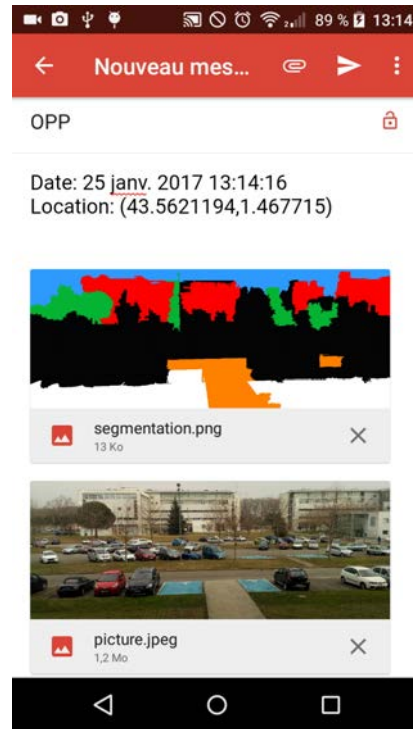 89 % 13:14
Nouveau mes...
OPP
Date: 25 janv. 2017 13:14:16
Location: (43.5621194,1.467715)
segmentation.png
13 Ko
picture.jpeg
1,2 Mo